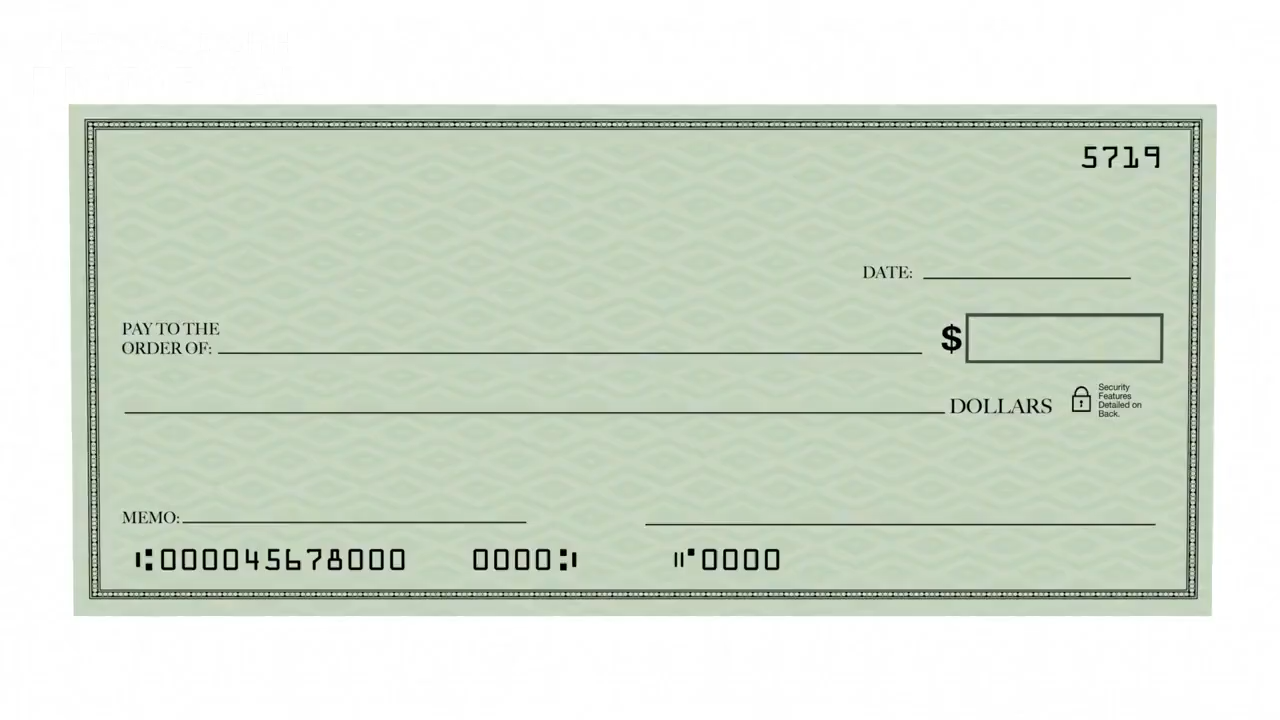 5719
DATE:
PAY TO THE
ORDER OF:
$
DOLLARS
Security
Features
Detailed on
Back.
MEMO:
⑆000045678000 0000⑆ ⑈0000